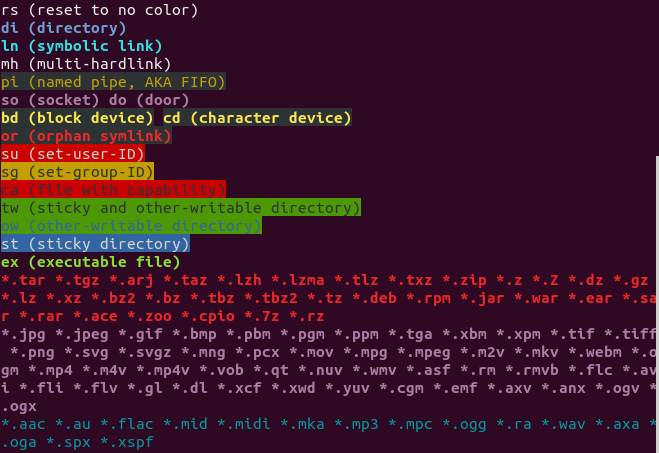 rs (reset to no color)
di (directory)
ln (symbolic link)
mh (multi-hardlink)
pi (named pipe, AKA FIFO)
so (socket) do (door)
bd (block device) cd (character device)
or (orphan symlink)
su (set-user-ID)
sg (set-group-ID)
ca (file with capability)
tw (sticky and other-writable directory)
ow (other-writable directory)
st (sticky directory)
ex (executable file)
*.tar *.tgz *.arj *.taz *.lzh *.lzma *.tlz *.txz *.zip *.z *.Z *.dz *.gz
*.lz *.xz *.bz2 *.bz *.tbz *.tbz2 *.tz *.deb *.rpm *.jar *.war *.ear *.sa
r *.rar *.ace *.zoo *.cpio *.7z *.rz
*.jpg *.jpeg *.gif *.bmp *.pbm *.pgm *.ppm *.tga *.xbm *.xpm *.tif *.tiff
 *.png *.svg *.svgz *.mng *.pcx *.mov *.mpg *.mpeg *.m2v *.mkv *.webm *.o
gm *.mp4 *.m4v *.mp4v *.vob *.qt *.nuv *.wmv *.asf *.rm *.rmvb *.flc *.av
i *.fli *.flv *.gl *.dl *.xcf *.xwd *.yuv *.cgm *.emf *.axv *.anx *.ogv *
.ogx
*.aac *.au *.flac *.mid *.midi *.mka *.mp3 *.mpc *.ogg *.ra *.wav *.axa *
.oga *.spx *.xspf